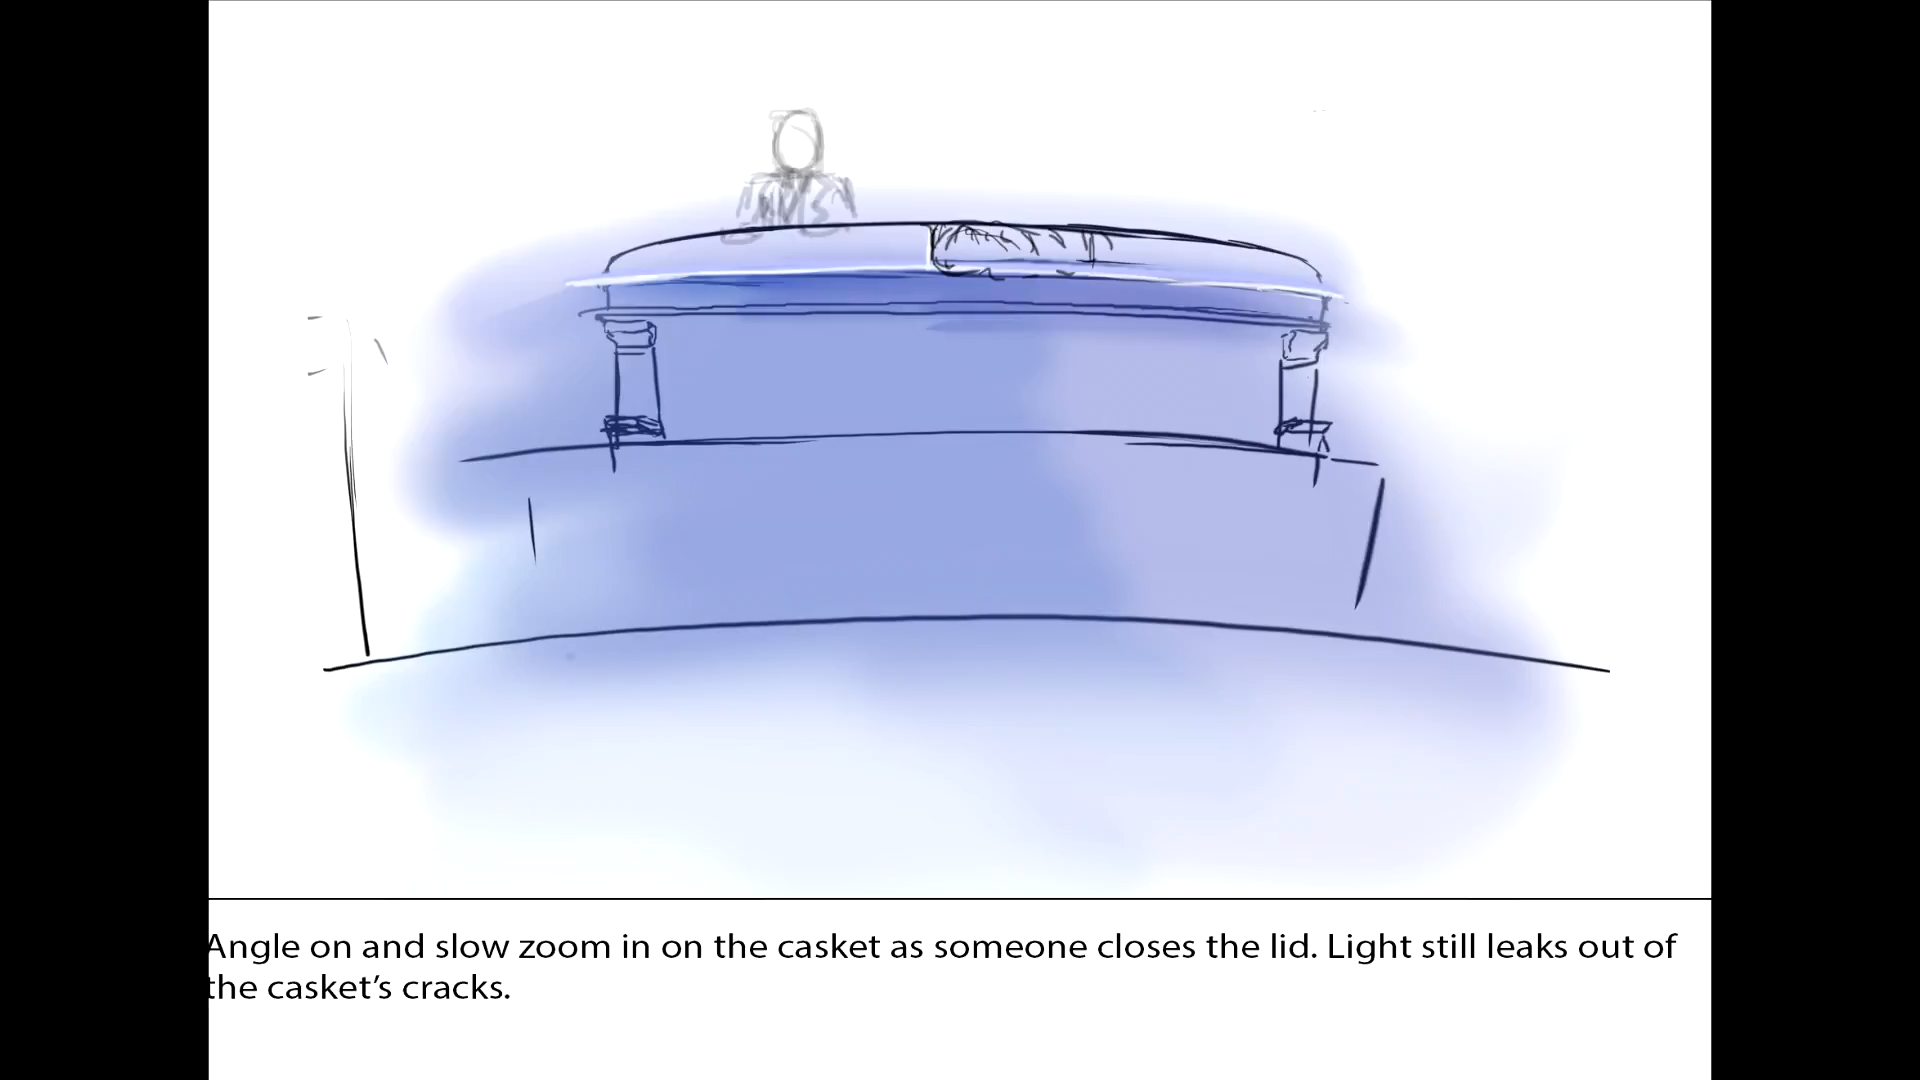 Angle on and slow zoom in on the casket as someone closes the lid. Light still leaks out of
the casket’s cracks.